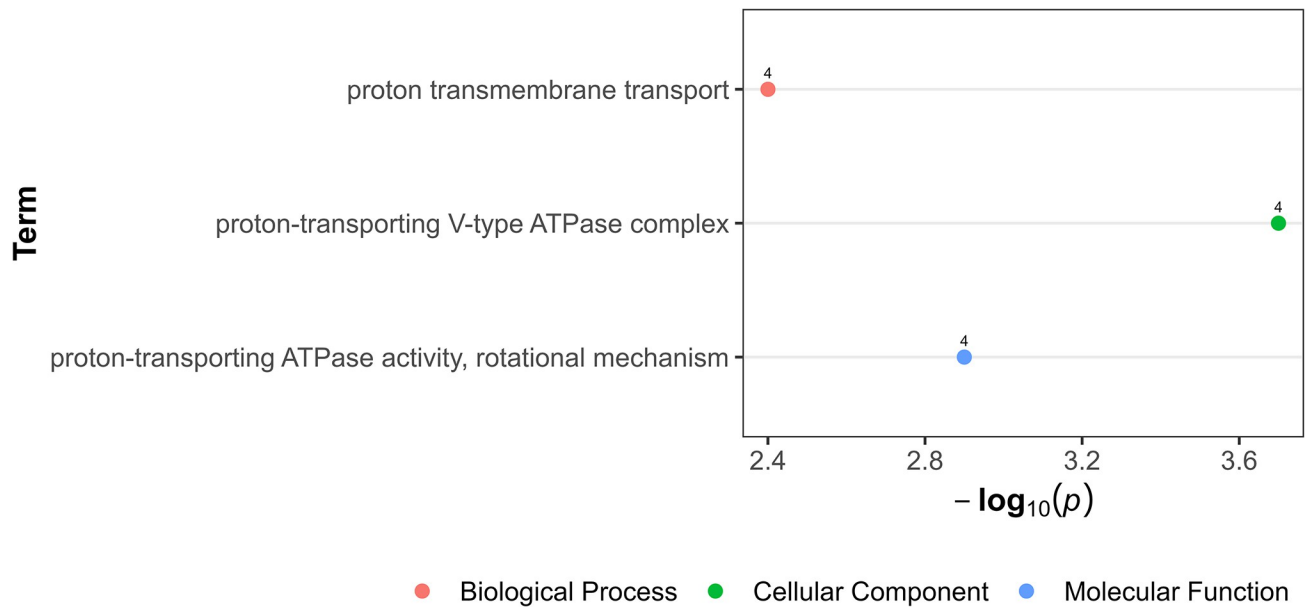 Term
4
proton transmembrane transport
4
proton-transporting V-type ATPase complex
4
proton-transporting ATPase activity, rotational mechanism
2.4 2.8 3.2 3.6
− log₁₀(p)
Biological Process Cellular Component Molecular Function